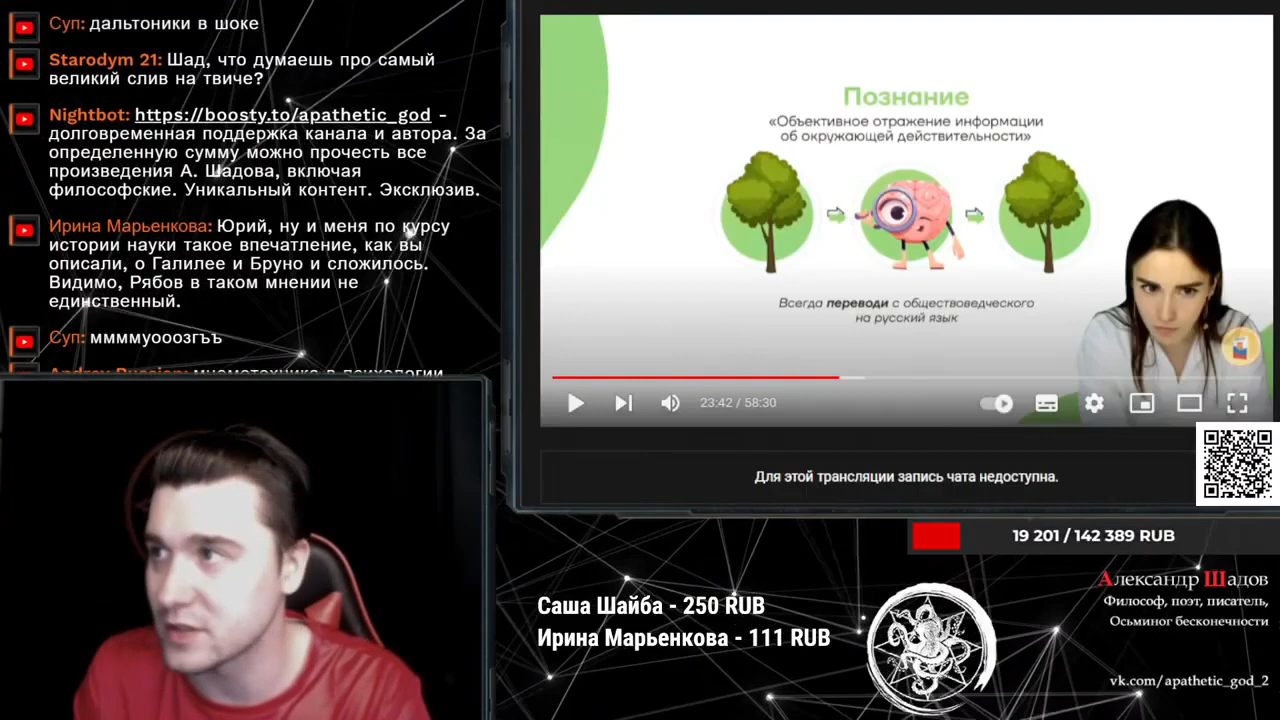 Суп: дальтоники в шоке
Starodym 21: Шад, что думаешь про самый
великий слив на твиче?
Nightbot: https://boosty.to/apathetic_god -
долговременная поддержка канала и автора. За
определенную сумму можно прочесть все
произведения А. Шадова, включая
философские. Уникальный контент. Эксклюзив.
Ирина Марьенкова: Юрий, ну и меня по курсу
истории науки такое впечатление, как вы
описали, о Галилее и Бруно и сложилось.
Видимо, Рябов в таком мнении не
единственный.
Суп: ммммуооозгъъ
Познание
«Объективное отражение информации
об окружающей действительности»
Всегда переводи с обществоведческого
на русский язык
23:42 / 58:30
Для этой трансляции запись чата недоступна.
19 201 / 142 389 RUB
Саша Шайба - 250 RUB
Ирина Марьенкова - 111 RUB
Александр Шадов
Философ, поэт, писатель,
Осьминог бесконечности
vk.com/apathetic_god_2